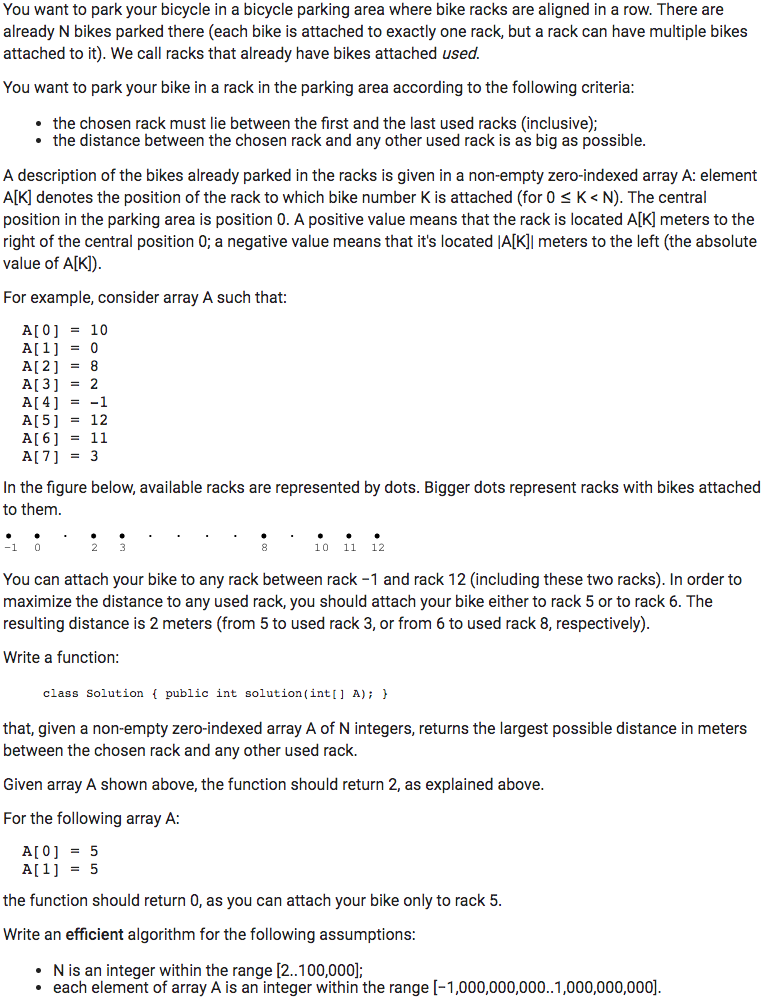 You want to park your bicycle in a bicycle parking area where bike racks are aligned in a row. There are
already N bikes parked there (each bike is attached to exactly one rack, but a rack can have multiple bikes
attached to it). We call racks that already have bikes attached used.
You want to park your bike in a rack in the parking area according to the following criteria:
• the chosen rack must lie between the first and the last used racks (inclusive);
• the distance between the chosen rack and any other used rack is as big as possible.
A description of the bikes already parked in the racks is given in a non-empty zero-indexed array A: element
A[K] denotes the position of the rack to which bike number K is attached (for 0 ≤ K < N). The central
position in the parking area is position 0. A positive value means that the rack is located A[K] meters to the
right of the central position 0; a negative value means that it's located |A[K]| meters to the left (the absolute
value of A[K]).
For example, consider array A such that:
A[0] = 10
A[1] = 0
A[2] = 8
A[3] = 2
A[4] = -1
A[5] = 12
A[6] = 11
A[7] = 3
In the figure below, available racks are represented by dots. Bigger dots represent racks with bikes attached
to them.
-1 0 2 3 8 10 11 12
You can attach your bike to any rack between rack −1 and rack 12 (including these two racks). In order to
maximize the distance to any used rack, you should attach your bike either to rack 5 or to rack 6. The
resulting distance is 2 meters (from 5 to used rack 3, or from 6 to used rack 8, respectively).
Write a function:
class Solution { public int solution(int[] A); }
that, given a non-empty zero-indexed array A of N integers, returns the largest possible distance in meters
between the chosen rack and any other used rack.
Given array A shown above, the function should return 2, as explained above.
For the following array A:
A[0] = 5
A[1] = 5
the function should return 0, as you can attach your bike only to rack 5.
Write an efficient algorithm for the following assumptions:
• N is an integer within the range [2..100,000];
• each element of array A is an integer within the range [−1,000,000,000..1,000,000,000].